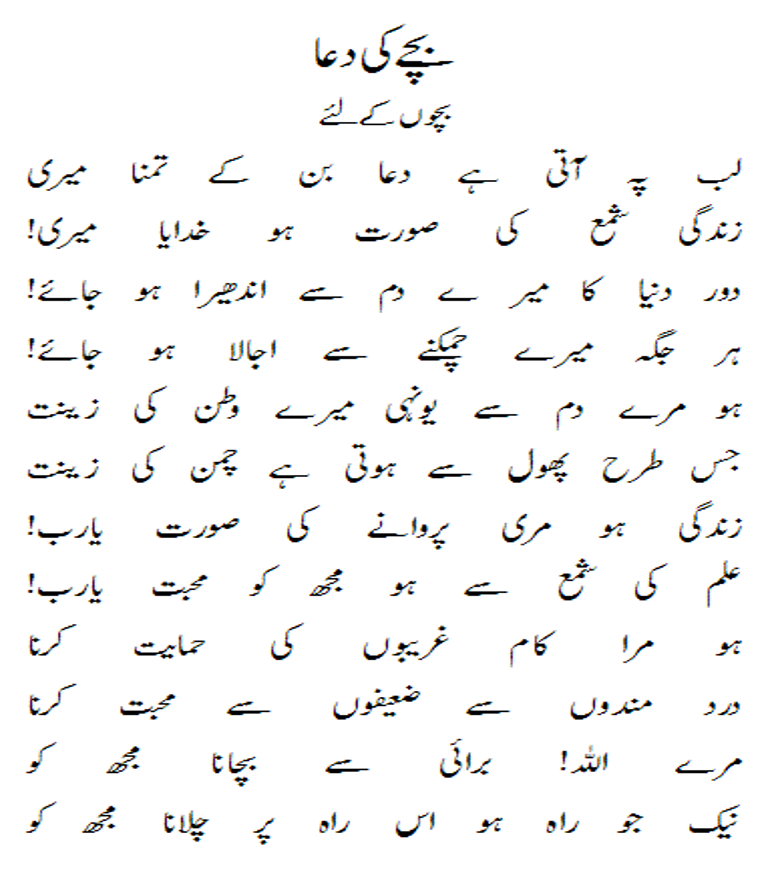 بچے کی دعا
بچوں کے لئے
لب پہ آتی ہے دعا بن کے تمنا میری
زندگی شمع کی صورت ہو خدایا میری!
دور دنیا کا میر ے دم سے اندھیرا ہو جائے!
ہر جگہ میرے چمکنے سے اجالا ہو جائے!
ہو مرے دم سے یونہی میرے وطن کی زینت
جس طرح پھول سے ہوتی ہے چمن کی زینت
زندگی ہو مری پروانے کی صورت یارب!
علم کی شمع سے ہو مجھ کو محبت یارب!
ہو مرا کام غریبوں کی حمایت کرنا
درد مندوں سے ضعیفوں سے محبت کرنا
مرے اللہ! برائی سے بچانا مجھ کو
نیک جو راہ ہو اس راہ پر چلانا مجھ کو